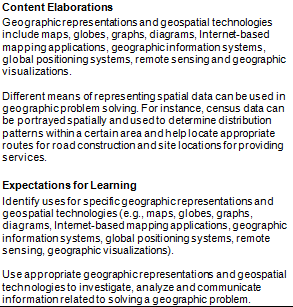 Content Elaborations
Geographic representations and geospatial technologies
include maps, globes, graphs, diagrams, Internet-based
mapping applications, geographic information systems,
global positioning systems, remote sensing and geographic
visualizations.
Different means of representing spatial data can be used in
geographic problem solving. For instance, census data
can be portrayed spatially and used to determine distribution
patterns within a certain area and help locate appropriate
routes for road construction and site locations for providing
services.
Expectations for Learning
Identify uses for specific geographic representations and
geospatial technologies (e.g., maps, globes, graphs,
diagrams, Internet-based mapping applications, geographic
information systems, global positioning systems, remote
sensing, geographic visualizations).
Use appropriate geographic representations and geospatial
technologies to investigate, analyze and communicate
information related to solving a geographic problem.